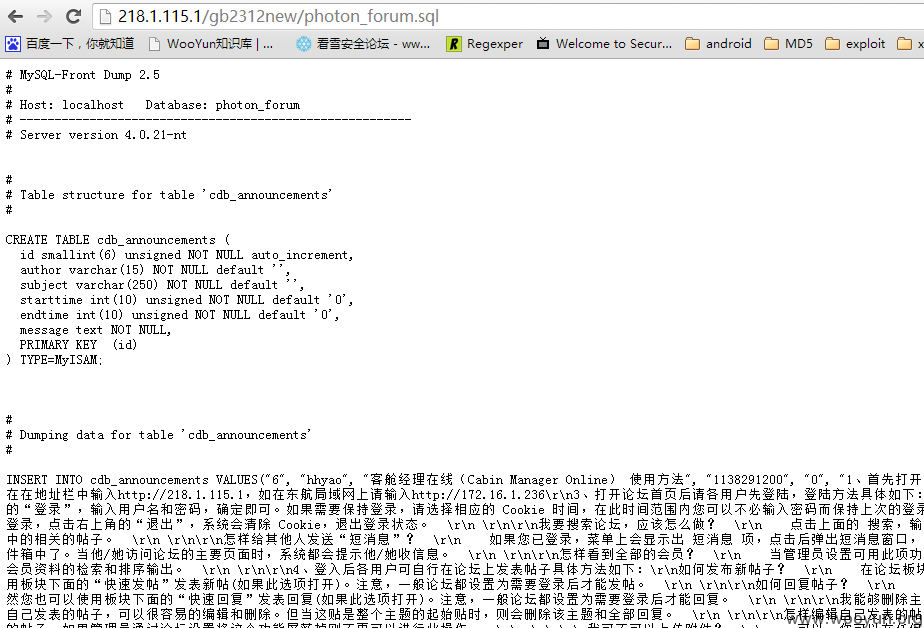 218.1.115.1/gb2312new/photon_forum.sql
百度一下，你就知道 WooYun知识库 | ... 看雪安全论坛 - ww... R Regexper Welcome to Secur... android MD5 exploit x
# MySQL-Front Dump 2.5
#
# Host: localhost   Database: photon_forum
# --------------------------------------------------------
# Server version 4.0.21-nt
#
# Table structure for table 'cdb_announcements'
#
CREATE TABLE cdb_announcements (
id smallint(6) unsigned NOT NULL auto_increment,
author varchar(15) NOT NULL default '',
subject varchar(250) NOT NULL default '',
starttime int(10) unsigned NOT NULL default '0',
endtime int(10) unsigned NOT NULL default '0',
message text NOT NULL,
PRIMARY KEY  (id)
) TYPE=MyISAM;
#
# Dumping data for table 'cdb_announcements'
#
INSERT INTO cdb_announcements VALUES("6", "hhyao", "客舱经理在线（Cabin Manager Online） 使用方法", "1138291200", "0", "1、首先打开
在在地址栏中输入http://218.1.115.1，如在东航局域网上请输入http://172.16.1.236\r\n3、打开论坛首页后请各用户先登陆，登陆方法具体如下：
的“登录”，输入用户名和密码，确定即可。如果需要保持登录，请选择相应的 Cookie 时间，在此时间范围内您可以不必输入密码而保持上次的登录
登录，点击右上角的“退出”，系统会清除 Cookie，退出登录状态。  \r\n \r\n\r\n我要搜索论坛，应该怎么做？  \r\n   点击上面的 搜索，输
中的相关的帖子。  \r\n \r\n\r\n怎样给其他人发送“短消息”？  \r\n   如果您已登录，菜单上会显示出 短消息 项，点击后弹出短消息窗口，
件箱中了。当他/她访问论坛的主要页面时，系统都会提示他/她收信息。  \r\n \r\n\r\n怎样看到全部的会员？  \r\n   当管理员设置可用此项功
会员资料的检索和排序输出。  \r\n \r\n\r\n4、登入后各用户可自行在论坛上发表帖子具体方法如下：\r\n如何发布新帖子？  \r\n   在论坛板块
用板块下面的“快速发帖”发表新帖(如果此选项打开)。注意，一般论坛都设置为需要登录后才能发帖。  \r\n \r\n\r\n如何回复帖子？  \r\n
然您也可以使用板块下面的“快速回复”发表回复(如果此选项打开)。注意，一般论坛都设置为需要登录后才能回复。  \r\n \r\n\r\n我能够删除主
自己发表的帖子，可以很容易的编辑和删除。但当这贴是整个主题的起始贴时，则会删除该主题和全部回复。  \r\n \r\n\r\n怎样编辑自己发表的帖
www.wooyun.org